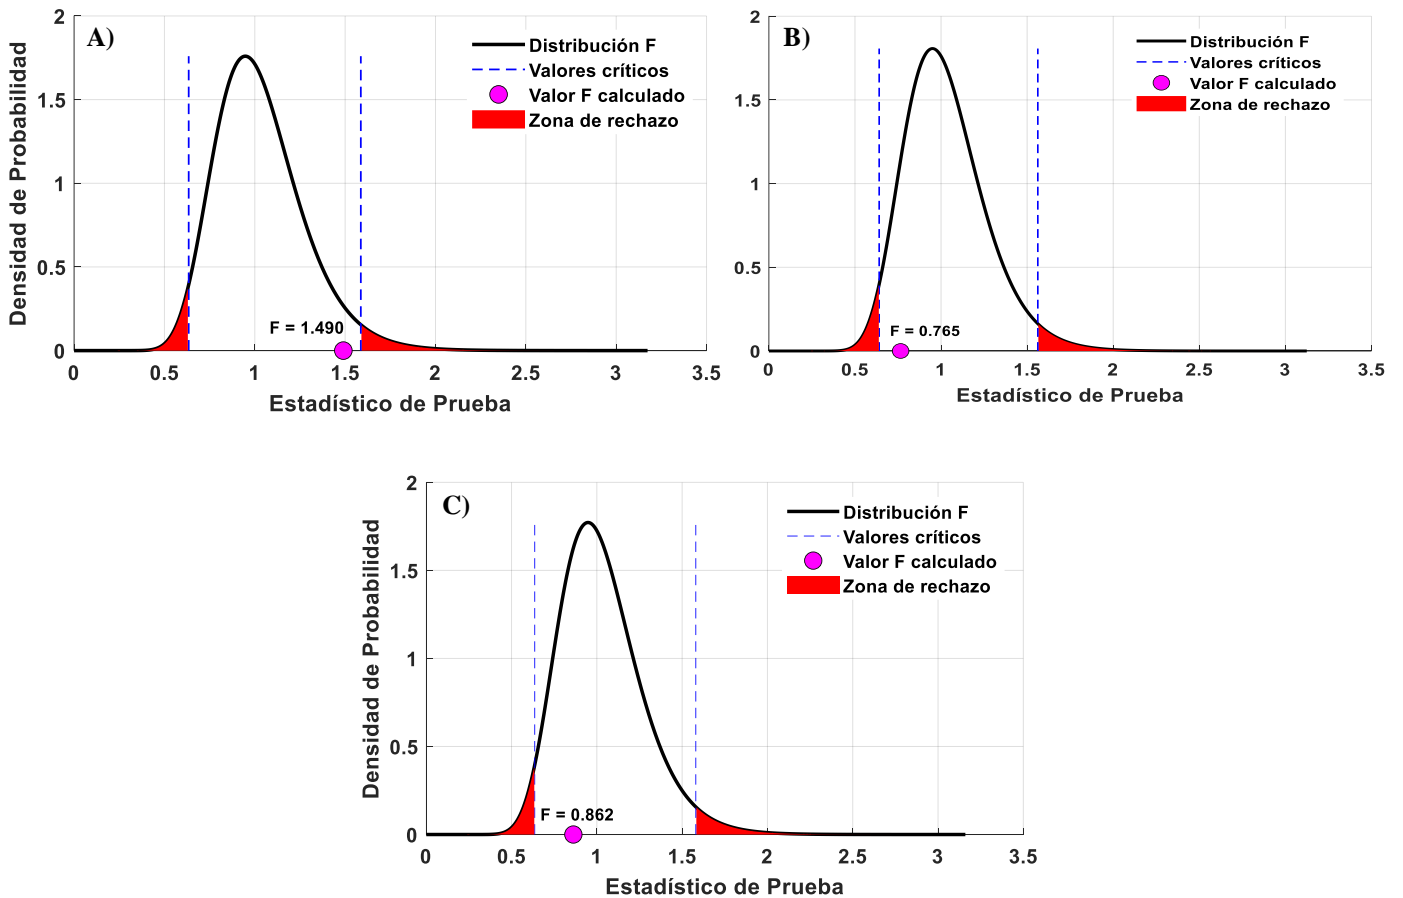 A)
Densidad de Probabilidad
2
1.5
1
0.5
0
Distribución F
Valores críticos
Valor F calculado
Zona de rechazo
F = 1.490
0 0.5 1 1.5 2 2.5 3 3.5
Estadístico de Prueba
B)
2
1.5
1
0.5
0
Distribución F
Valores críticos
Valor F calculado
Zona de rechazo
F = 0.765
0 0.5 1 1.5 2 2.5 3 3.5
Estadístico de Prueba
C)
Densidad de Probabilidad
2
1.5
1
0.5
0
Distribución F
Valores críticos
Valor F calculado
Zona de rechazo
F = 0.862
0 0.5 1 1.5 2 2.5 3 3.5
Estadístico de Prueba